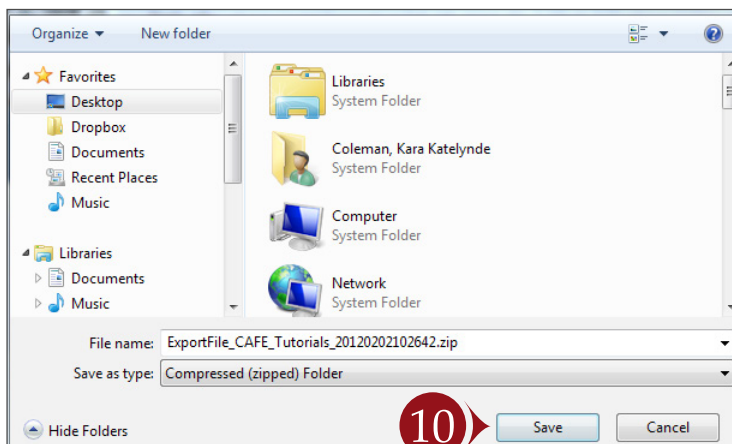 Organize New folder
Favorites
Desktop
Dropbox
Documents
Recent Places
Music
Libraries
Documents
Music
Libraries
System Folder
Coleman, Kara Katelynde
System Folder
Computer
System Folder
Network
System Folder
File name: ExportFile_CAFE_Tutorials_20120202102642.zip
Save as type: Compressed (zipped) Folder
Hide Folders 10 Save Cancel